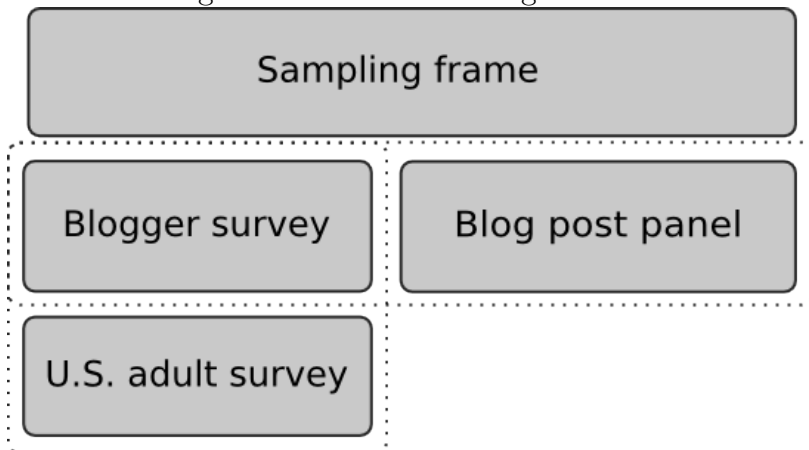 Sampling frame
Blogger survey
Blog post panel
U.S. adult survey